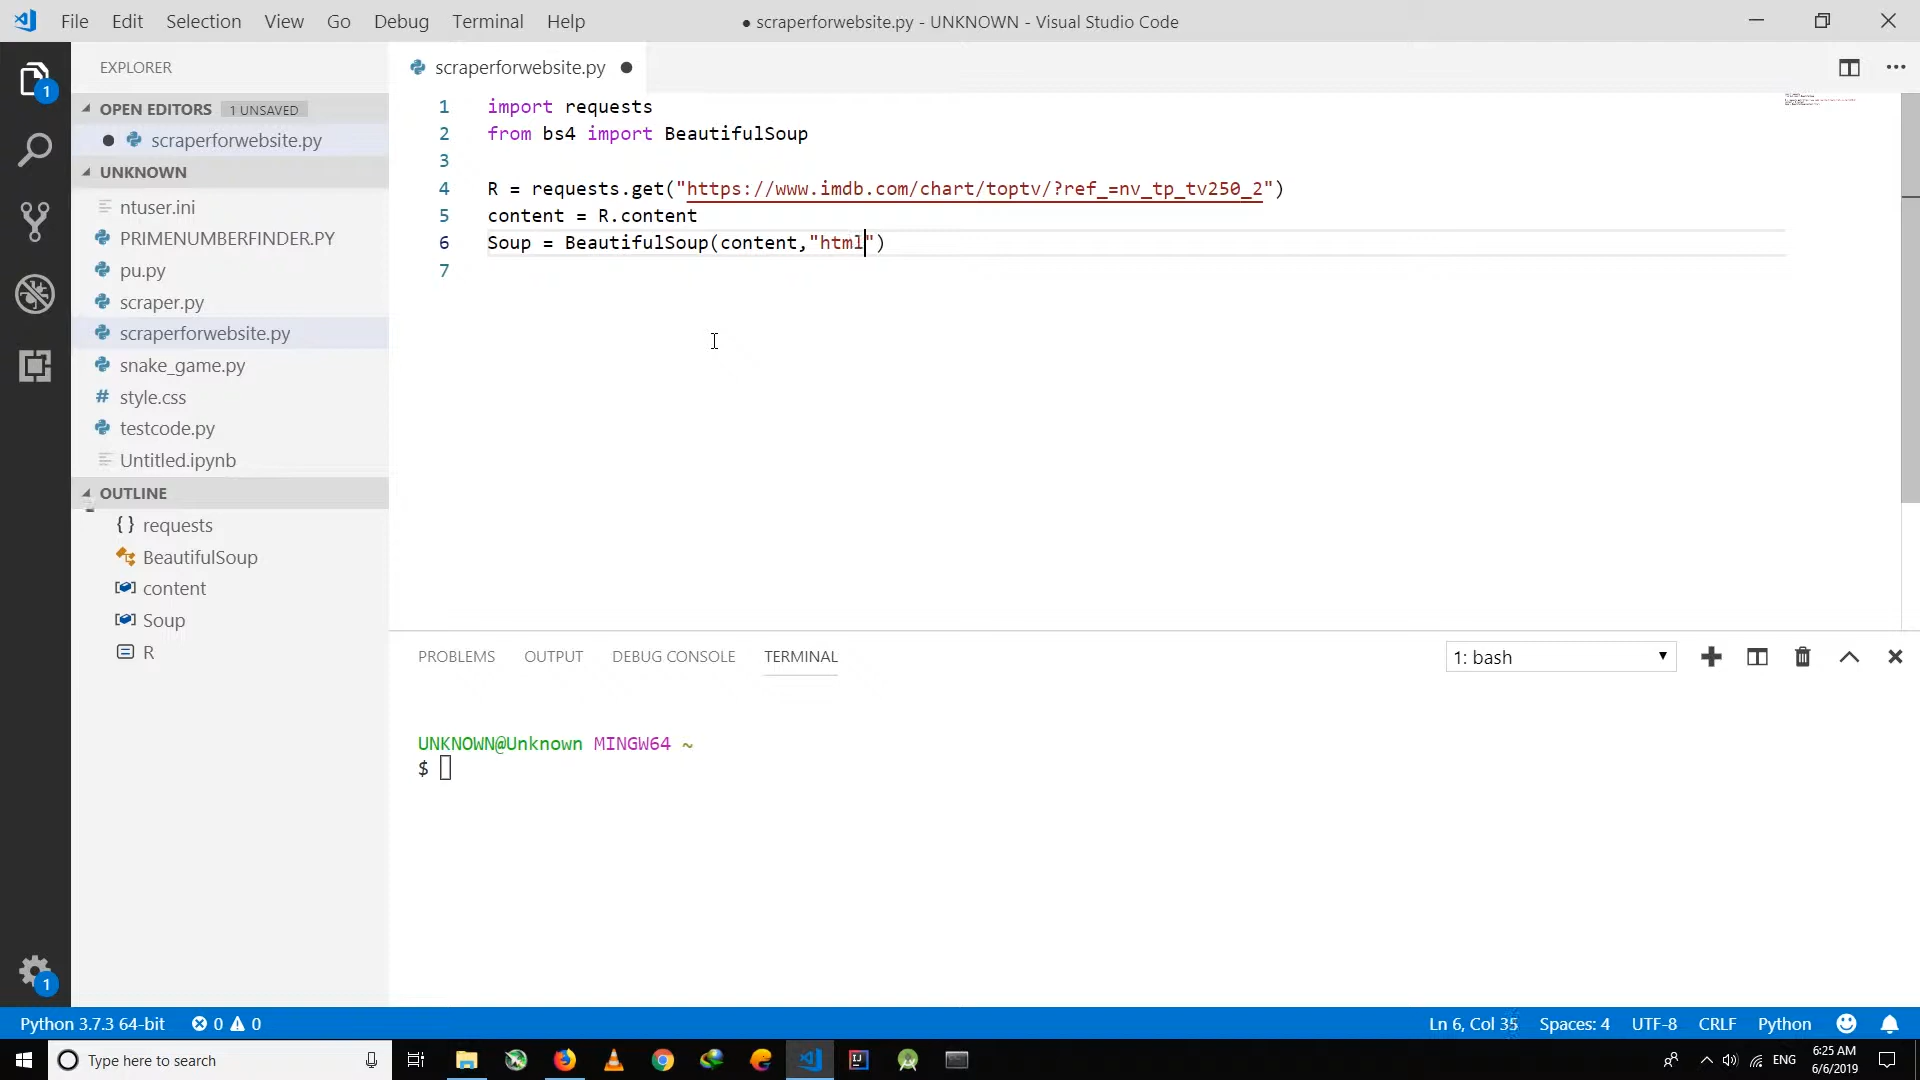 File Edit Selection View Go Debug Terminal Help
● scraperforwebsite.py - UNKNOWN - Visual Studio Code
EXPLORER
OPEN EDITORS 1 UNSAVED
scraperforwebsite.py
UNKNOWN
ntuser.ini
PRIMENUMBERFINDER.PY
pu.py
scraper.py
scraperforwebsite.py
snake_game.py
style.css
testcode.py
Untitled.ipynb
OUTLINE
requests
BeautifulSoup
content
Soup
R
1
1
scraperforwebsite.py
1 import requests
2 from bs4 import BeautifulSoup
3
4 R = requests.get("https://www.imdb.com/chart/toptv/?ref_=nv_tp_tv250_2")
5 content = R.content
6 Soup = BeautifulSoup(content,"html")
7
PROBLEMS OUTPUT DEBUG CONSOLE TERMINAL
1: bash
UNKNOWN@Unknown MINGW64 ~
$
Python 3.7.3 64-bit 0 0
Ln 6, Col 35 Spaces: 4 UTF-8 CRLF Python
Type here to search
ENG
6:25 AM
6/6/2019